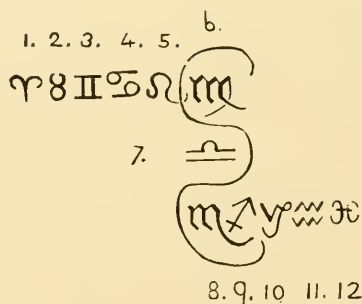 6.
1. 2. 3. 4. 5.
♈ ♉ ♊ ♋ ♌ ♍
7. ♎
♏ ♐ ♑ ♒ ♓
8. 9. 10 11. 12